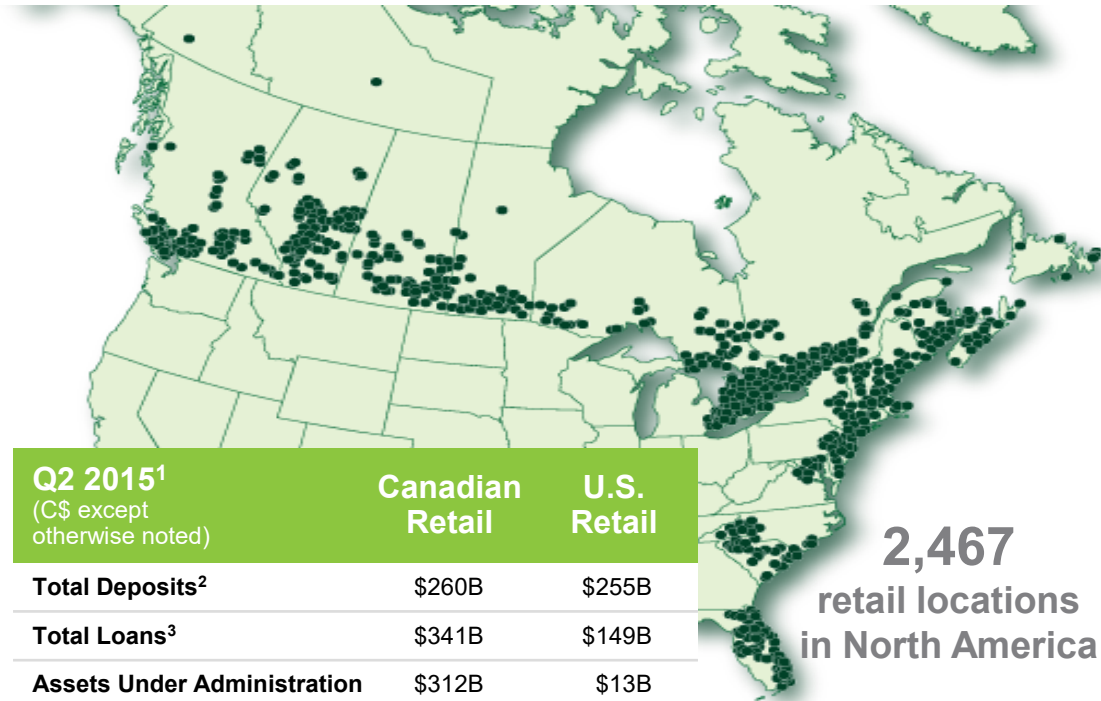 Q2 2015¹
(C$ except
otherwise noted)
Canadian
Retail
U.S.
Retail
Total Deposits² $260B $255B
Total Loans³ $341B $149B
Assets Under Administration $312B $13B
2,467
retail locations
in North America